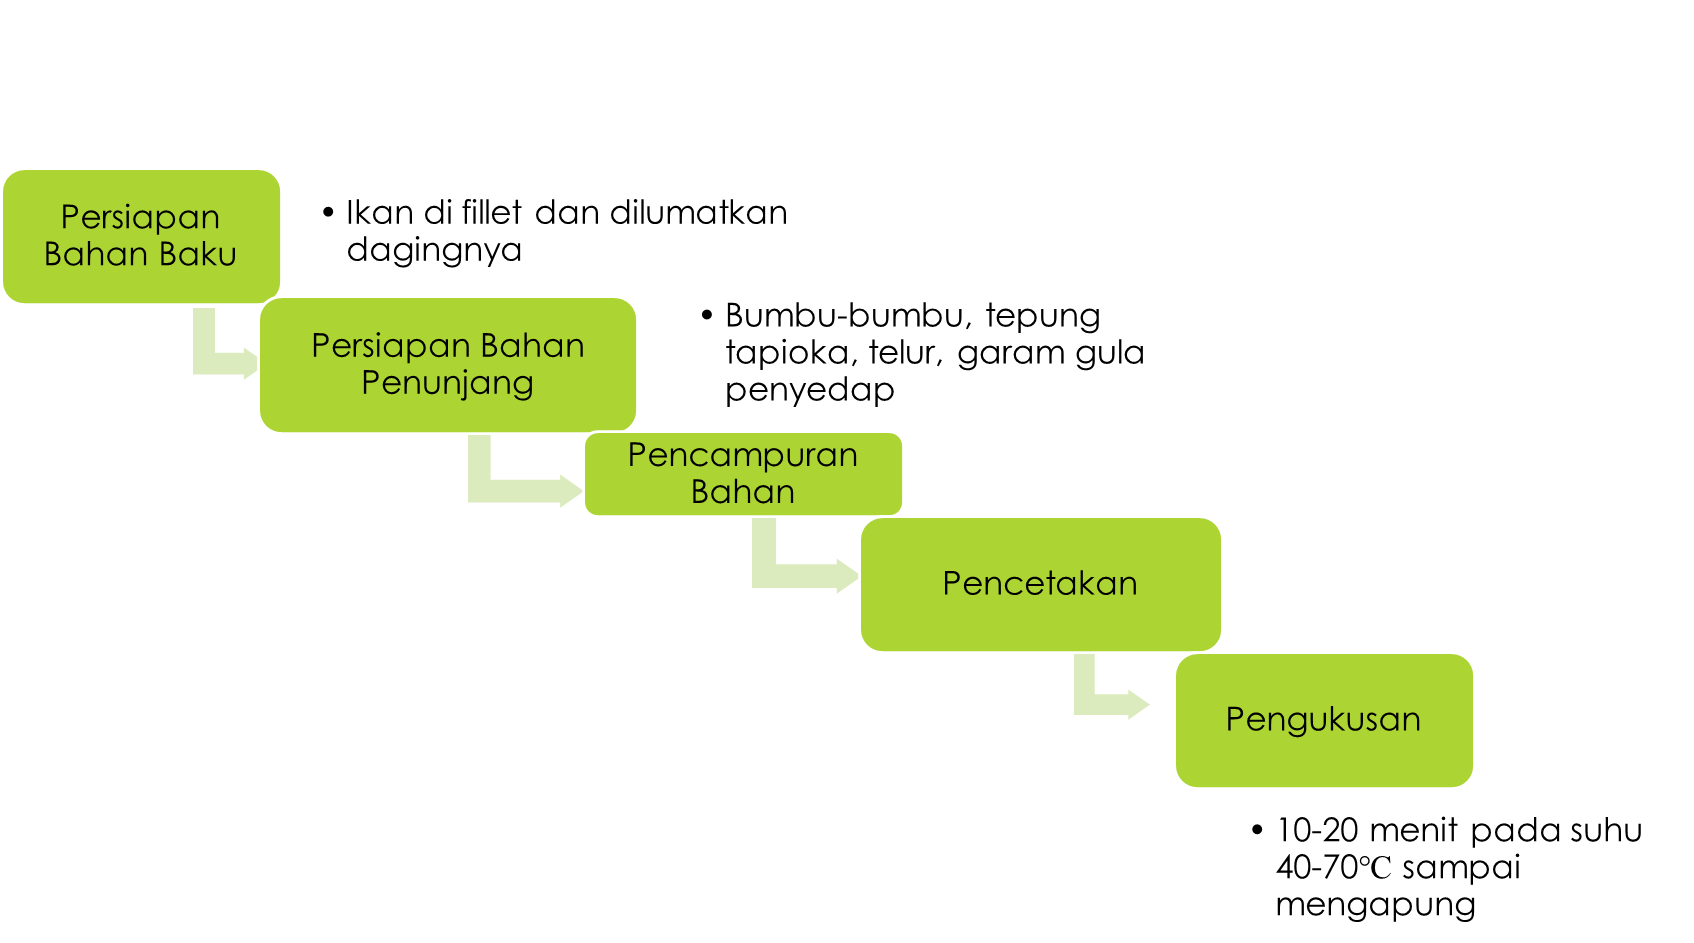 Persiapan
Bahan Baku
• Ikan di fillet dan dilumatkan
dagingnya
Persiapan Bahan
Penunjang
• Bumbu-bumbu, tepung
tapioka, telur, garam gula
penyedap
Pencampuran
Bahan
Pencetakan
Pengukusan
• 10-20 menit pada suhu
40-70°C sampai
mengapung